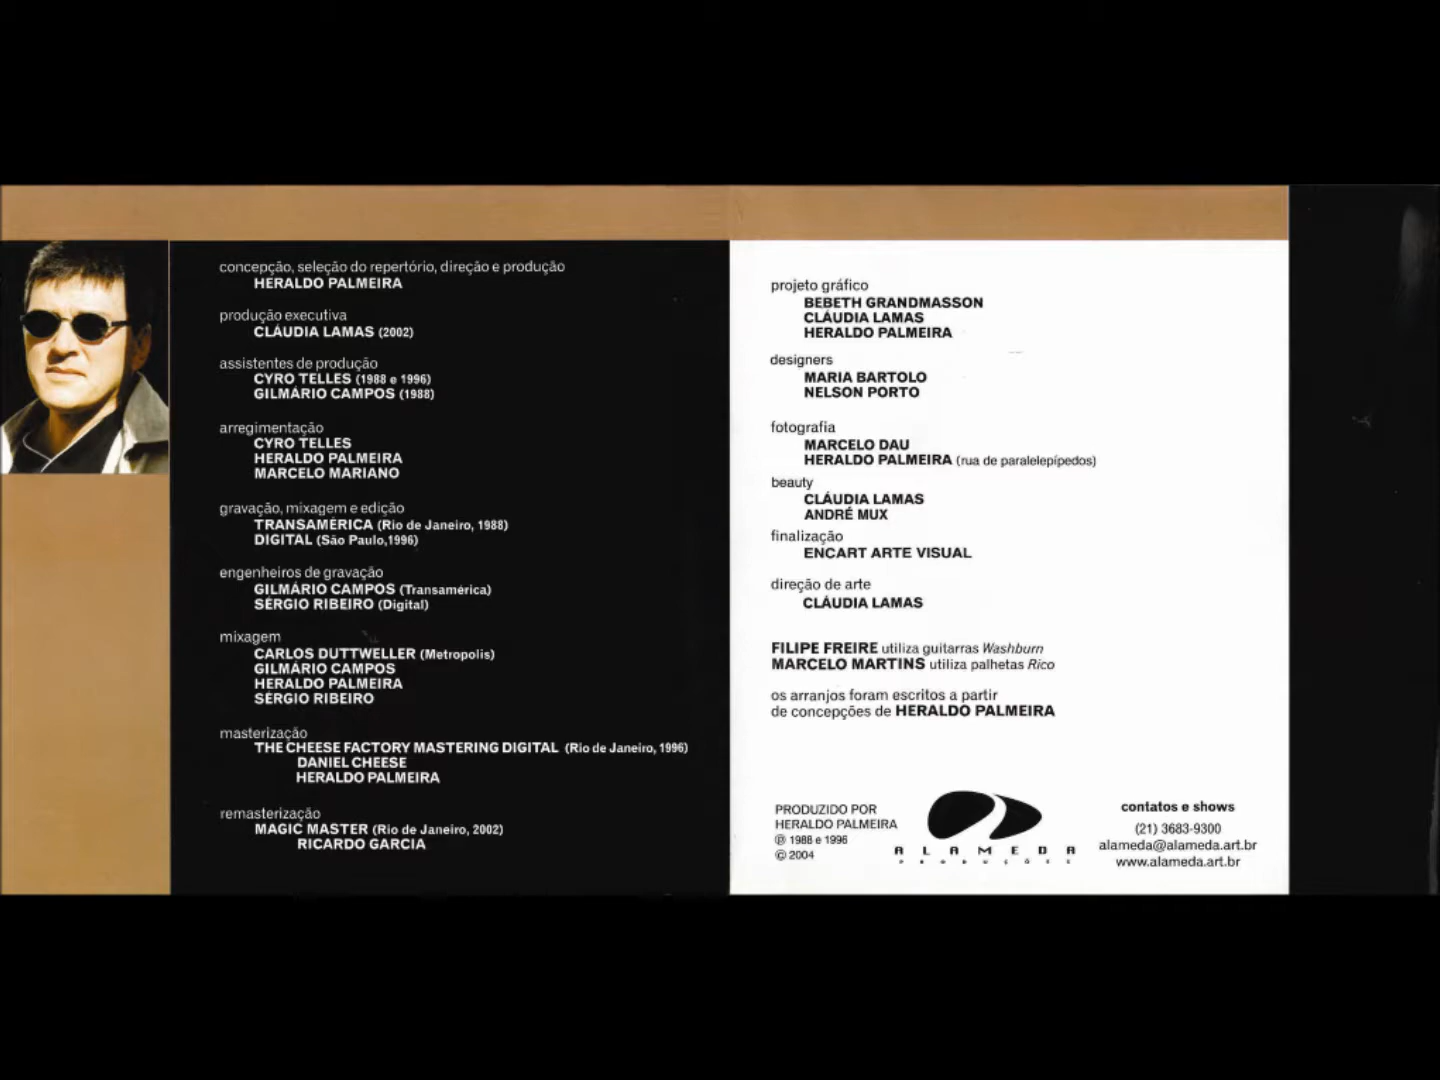 concepção, seleção do repertório, direção e produção
HERALDO PALMEIRA
produção executiva
CLÁUDIA LAMAS (2002)
assistentes de produção
CYRO TELLES (1988 e 1996)
GILMÁRIO CAMPOS (1988)
arregimentação
CYRO TELLES
HERALDO PALMEIRA
MARCELO MARIANO
gravação, mixagem e edição
TRANSAMÉRICA (Rio de Janeiro, 1988)
DIGITAL (São Paulo,1996)
engenheiros de gravação
GILMÁRIO CAMPOS (Transamérica)
SÉRGIO RIBEIRO (Digital)
mixagem
CARLOS DUTTWELLER (Metropolis)
GILMÁRIO CAMPOS
HERALDO PALMEIRA
SÉRGIO RIBEIRO
masterização
THE CHEESE FACTORY MASTERING DIGITAL (Rio de Janeiro, 1996)
DANIEL CHEESE
HERALDO PALMEIRA
remasterização
MAGIC MASTER (Rio de Janeiro, 2002)
RICARDO GARCIA
projeto gráfico
BEBETH GRANDMASSON
CLÁUDIA LAMAS
HERALDO PALMEIRA
designers
MARIA BARTOLO
NELSON PORTO
fotografia
MARCELO DAU
HERALDO PALMEIRA (rua de paralelepípedos)
beauty
CLÁUDIA LAMAS
ANDRÉ MUX
finalização
ENCART ARTE VISUAL
direção de arte
CLÁUDIA LAMAS
FILIPE FREIRE utiliza guitarras Washburn
MARCELO MARTINS utiliza palhetas Rico
os arranjos foram escritos a partir
de concepções de HERALDO PALMEIRA
PRODUZIDO POR
HERALDO PALMEIRA
℗ 1988 e 1996
© 2004
ALAMEDA
PRODUÇÕES
contatos e shows
(21) 3683-9300
alameda@alameda.art.br
www.alameda.art.br